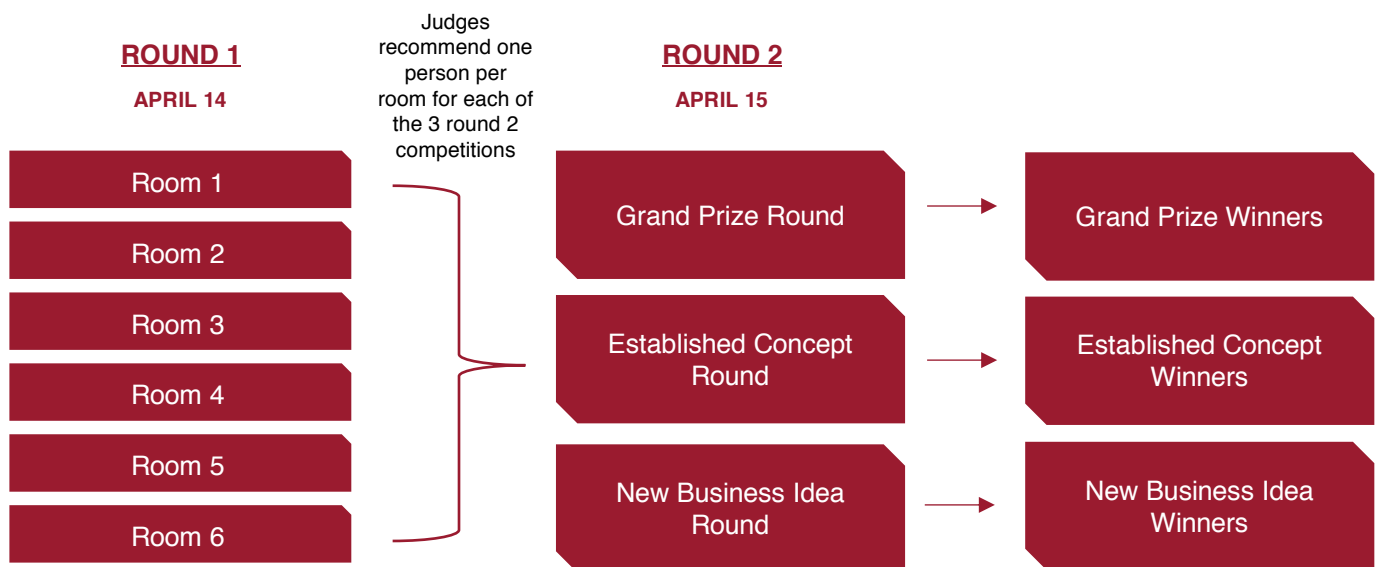 Judges
recommend one
person per
room for each of
the 3 round 2
competitions
ROUND 1
APRIL 14
ROUND 2
APRIL 15
Room 1
Room 2
Room 3
Room 4
Room 5
Room 6
Grand Prize Round
Established Concept
Round
New Business Idea
Round
Grand Prize Winners
Established Concept
Winners
New Business Idea
Winners